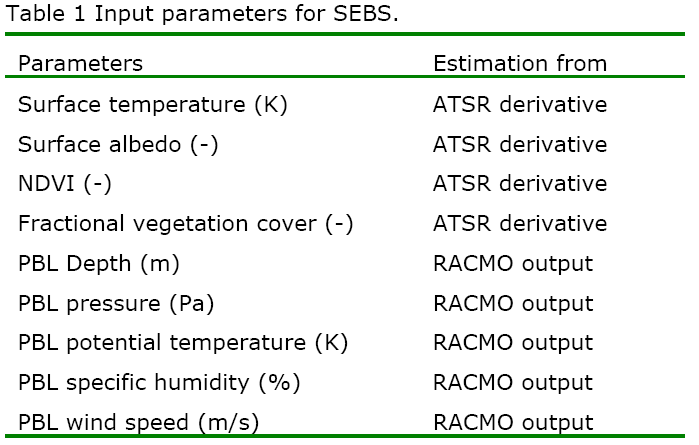 Table 1 Input parameters for SEBS.
Parameters Estimation from
Surface temperature (K) ATSR derivative
Surface albedo (-) ATSR derivative
NDVI (-) ATSR derivative
Fractional vegetation cover (-) ATSR derivative
PBL Depth (m) RACMO output
PBL pressure (Pa) RACMO output
PBL potential temperature (K) RACMO output
PBL specific humidity (%) RACMO output
PBL wind speed (m/s) RACMO output